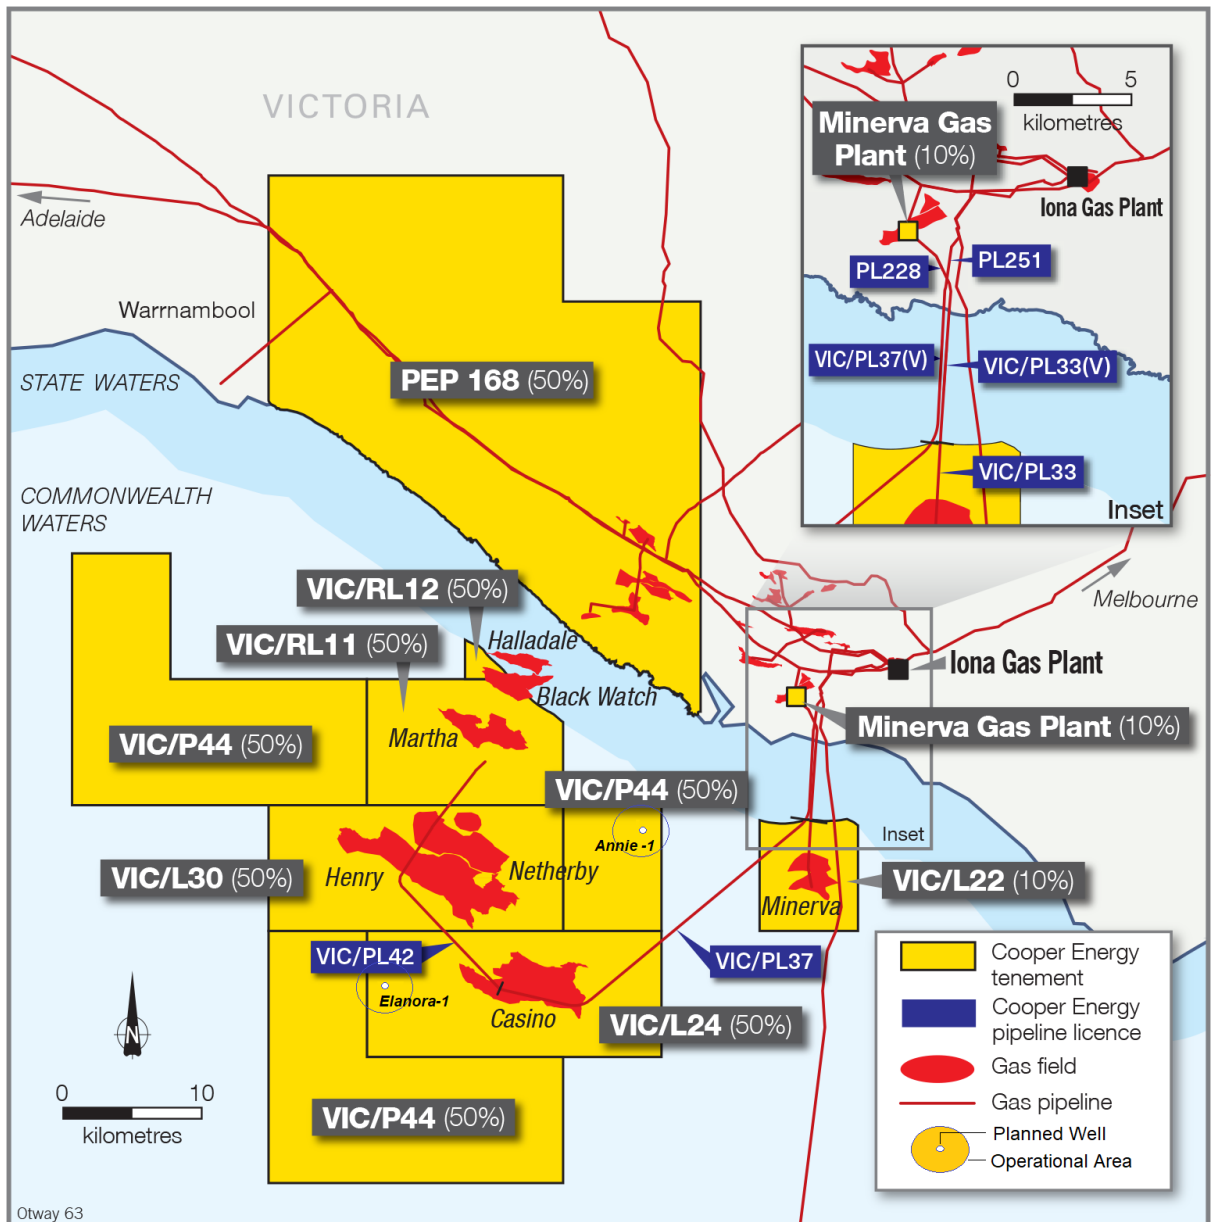 VICTORIA
0 5
kilometres
Minerva Gas
Plant (10%)
Iona Gas Plant
PL228
PL251
VIC/PL37(V)
VIC/PL33(V)
VIC/PL33
Inset
Adelaide
Warrnambool
STATE WATERS
PEP 168 (50%)
COMMONWEALTH
WATERS
VIC/RL12 (50%)
Melbourne
VIC/RL11 (50%)
Halladale
Iona Gas Plant
Black Watch
Minerva Gas Plant (10%)
Martha
VIC/P44 (50%)
VIC/P44 (50%)
Annie -1
Inset
VIC/L30 (50%)
Henry
Netherby
VIC/L22 (10%)
Minerva
VIC/PL42
VIC/PL37
Elanora-1
Casino
VIC/L24 (50%)
N
0 10
kilometres
VIC/P44 (50%)
Cooper Energy
tenement
Cooper Energy
pipeline licence
Gas field
Gas pipeline
Planned Well
Operational Area
Otway 63